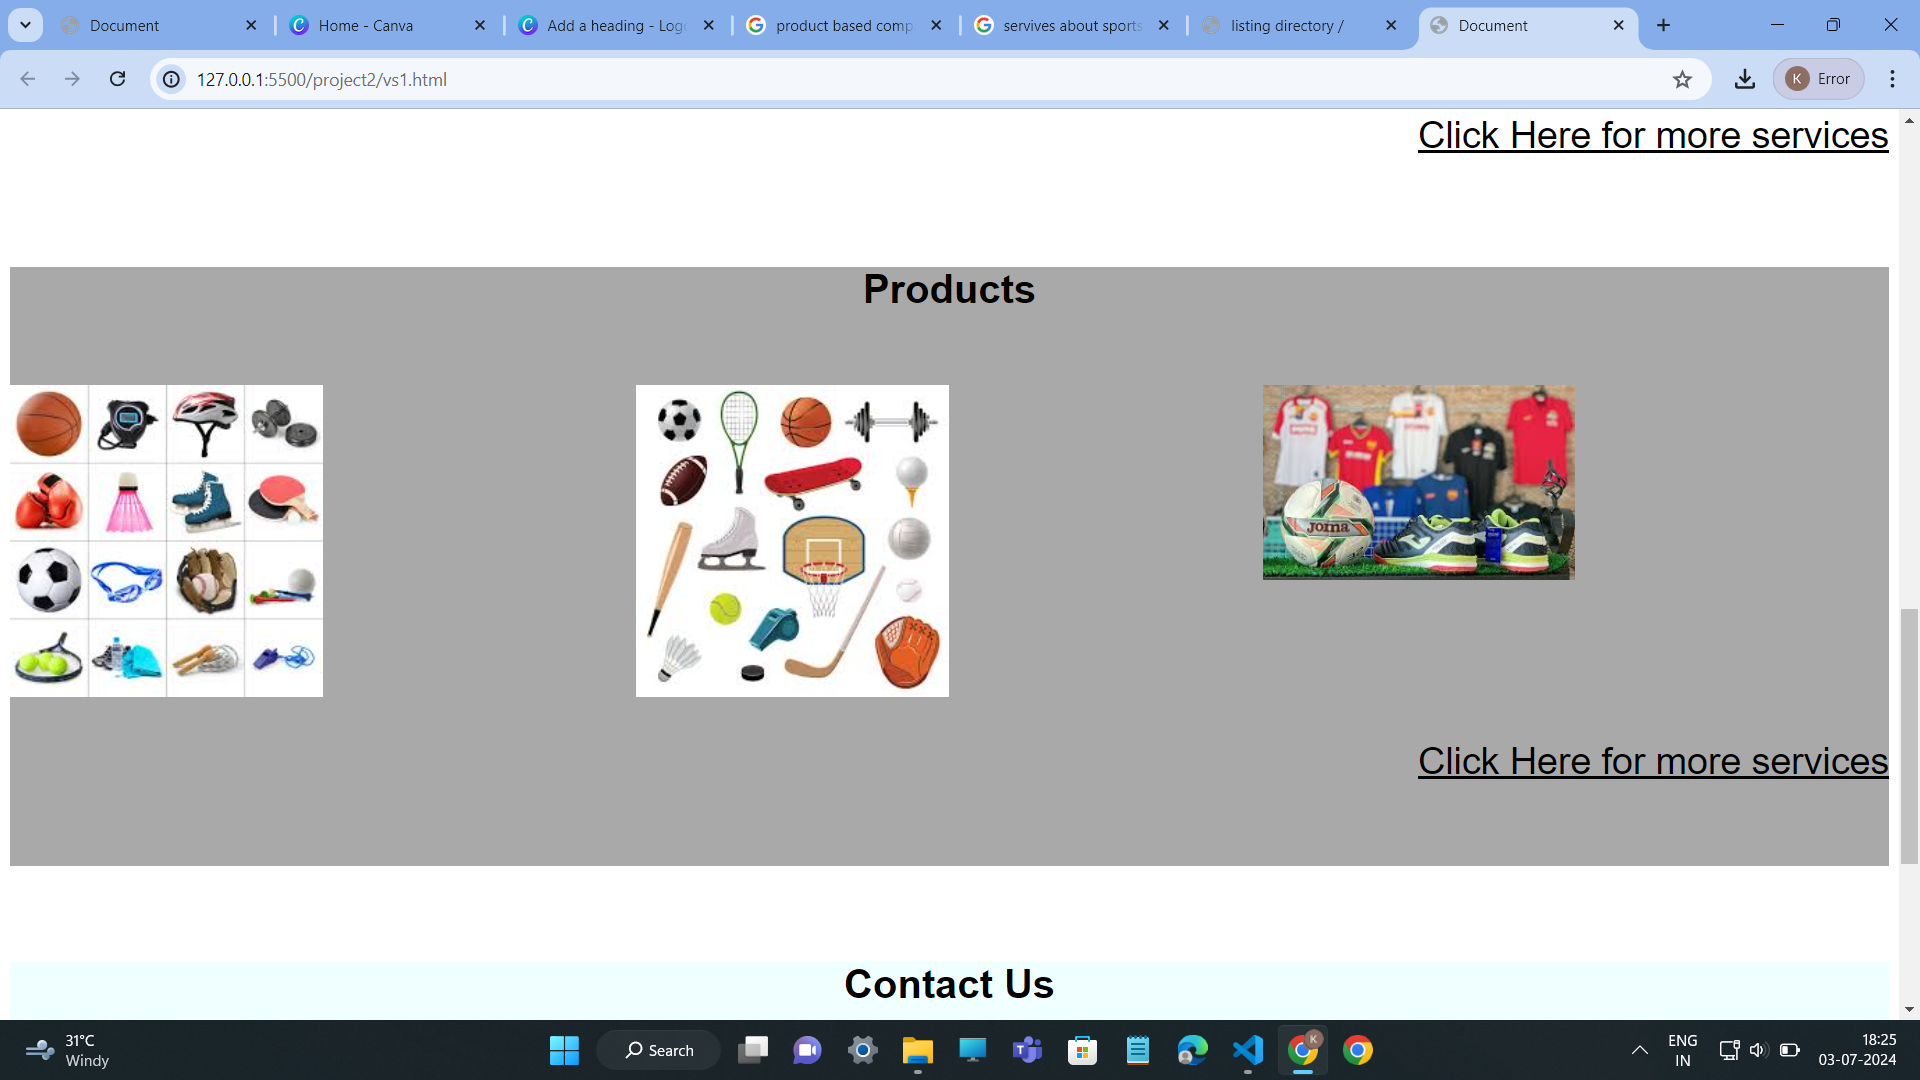 Document
Home - Canva
Add a heading - Log
product based comp
servives about sports
listing directory /
Document
127.0.0.1:5500/project2/vs1.html
K Error
Click Here for more services
Products
JOMA
Click Here for more services
Contact Us
31°C
Windy
Search
K
ENG
IN
18:25
03-07-2024